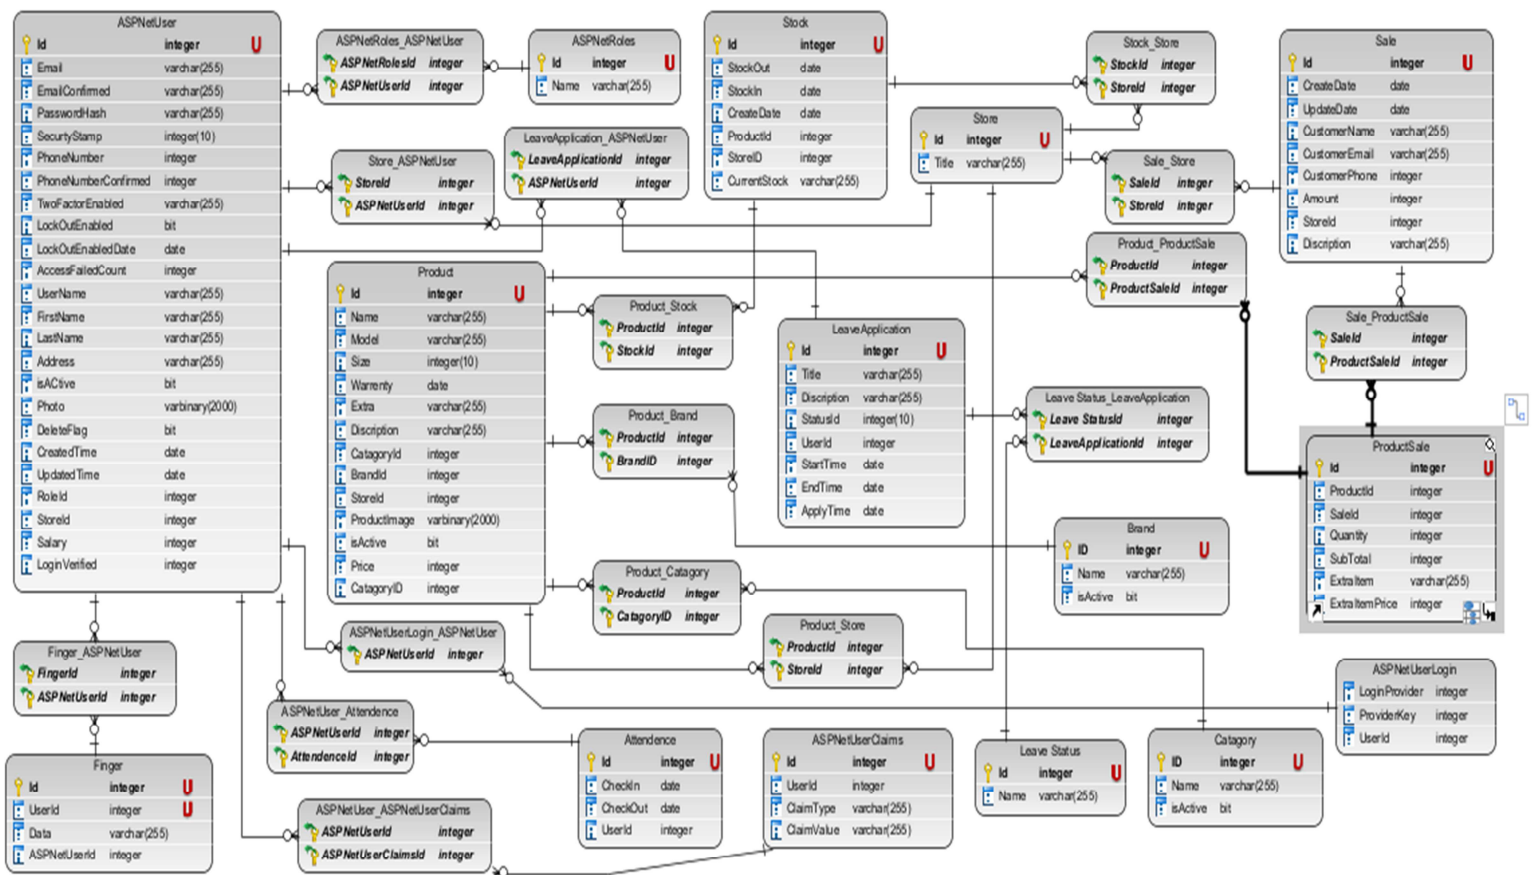 ASPNetUser
Id integer U
Email varchar(255)
EmailConfirmed varchar(255)
PasswordHash varchar(255)
SecurtyStamp integer(10)
PhoneNumber integer
PhoneNumberConfirmed integer
TwoFactorEnabled varchar(255)
LockOutEnabled bit
LockOutEnabledDate date
AccessFailedCount integer
UserName varchar(255)
FirstName varchar(255)
LastName varchar(255)
Address varchar(255)
isACtive bit
Photo varbinary(2000)
DeleteFlag bit
CreatedTime date
UpdatedTime date
RoleId integer
StoreId integer
Salary integer
LoginVerified integer
ASPNetRoles_ASPNetUser
ASPNetRolesId integer
ASPNetUserId integer
ASPNetRoles
Id integer U
Name varchar(255)
Stock
Id integer U
StockOut date
StockIn date
CreateDate date
ProductId integer
StoreID integer
CurrentStock varchar(255)
Stock_Store
StockId integer
StoreId integer
Sale
Id integer U
CreateDate date
UpdateDate date
CustomerName varchar(255)
CustomerEmail varchar(255)
CustomerPhone integer
Amount integer
StoreId integer
Discription varchar(255)
Store
Id integer U
Title varchar(255)
LeaveApplication_ASPNetUser
LeaveApplicationId integer
ASPNetUserId integer
Store_ASPNetUser
StoreId integer
ASPNetUserId integer
Sale_Store
SaleId integer
StoreId integer
Product_ProductSale
ProductId integer
ProductSaleId integer
Product
Id integer U
Name varchar(255)
Model varchar(255)
Size integer(10)
Warrenty date
Extra varchar(255)
Discription varchar(255)
CatagoryId integer
BrandId integer
StoreId integer
ProductImage varbinary(2000)
isActive bit
Price integer
CatagoryID integer
Product_Stock
ProductId integer
StockId integer
LeaveApplication
Id integer U
Title varchar(255)
Discription varchar(255)
StatusId integer(10)
UserId integer
StartTime date
EndTime date
ApplyTime date
Sale_ProductSale
SaleId integer
ProductSaleId integer
Product_Brand
ProductId integer
BrandID integer
Leave Status_LeaveApplication
Leave StatusId integer
LeaveApplicationId integer
ProductSale
Id integer U
ProductId integer
SaleId integer
Quantity integer
SubTotal integer
ExtraItem varchar(255)
ExtraItemPrice integer
Brand
ID integer U
Name varchar(255)
isActive bit
Product_Catagory
ProductId integer
CatagoryID integer
Product_Store
ProductId integer
StoreId integer
ASPNetUserLogin_ASPNetUser
ASPNetUserId integer
Finger_ASPNetUser
FingerId integer
ASPNetUserId integer
ASPNetUserLogin
LoginProvider integer
ProviderKey integer
UserId integer
ASPNetUser_Attendence
ASPNetUserId integer
AttendenceId integer
Attendence
Id integer U
CheckIn date
CheckOut date
UserId integer
ASPNetUserClaims
Id integer U
UserId integer
ClaimType varchar(255)
ClaimValue varchar(255)
Leave Status
Id integer U
Name varchar(255)
Catagory
ID integer U
Name varchar(255)
isActive bit
Finger
Id integer U
UserId integer U
Data varchar(255)
ASPNetUserId integer
ASPNetUser_ASPNetUserClaims
ASPNetUserId integer
ASPNetUserClaimsId integer